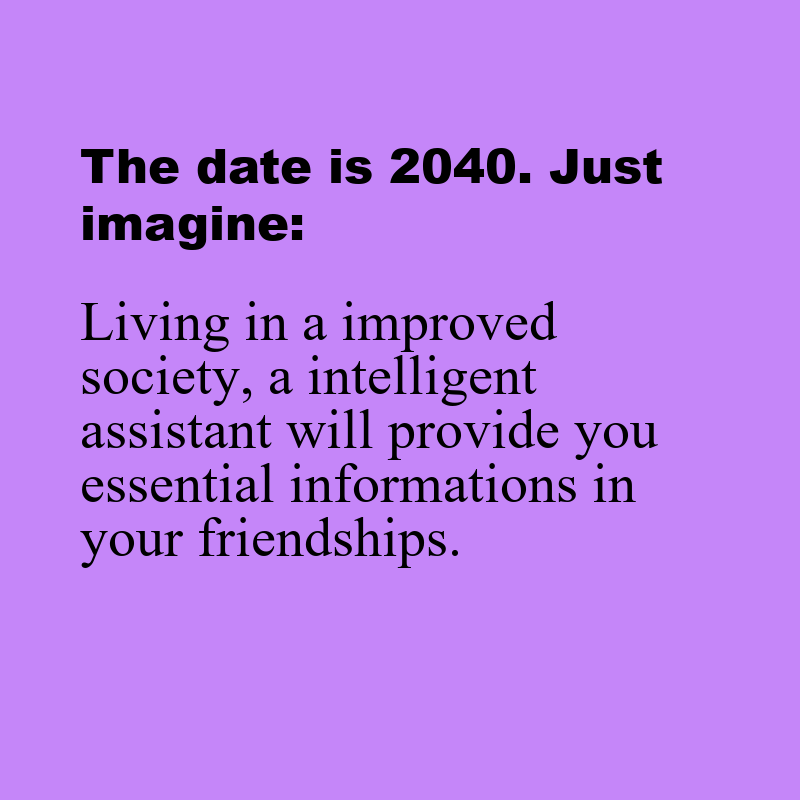 The date is 2040. Just
imagine:
Living in a improved
society, a intelligent
assistant will provide you
essential informations in
your friendships.